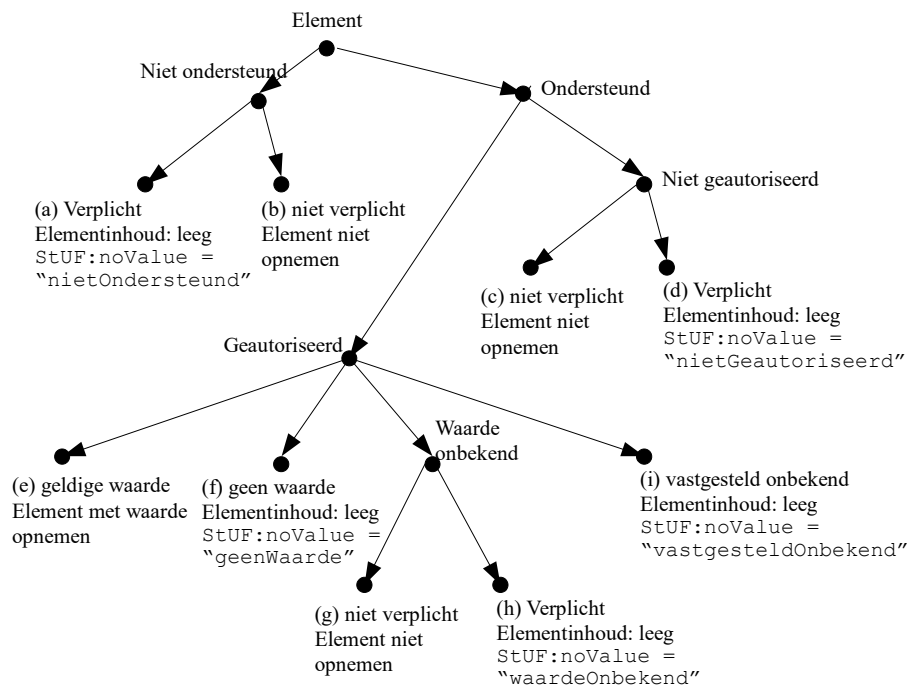 Element
Niet ondersteund
Ondersteund
Niet geautoriseerd
(a) Verplicht
Elementinhoud: leeg
StUF:noValue =
“nietOndersteund”
(b) niet verplicht
Element niet
opnemen
(c) niet verplicht
Element niet
opnemen
(d) Verplicht
Elementinhoud: leeg
StUF:noValue =
“nietGeautoriseerd”
Geautoriseerd
Waarde
onbekend
(e) geldige waarde
Element met waarde
opnemen
(f) geen waarde
Elementinhoud: leeg
StUF:noValue =
“geenWaarde”
(i) vastgesteld onbekend
Elementinhoud: leeg
StUF:noValue =
“vastgesteldOnbekend”
(g) niet verplicht
Element niet
opnemen
(h) Verplicht
Elementinhoud: leeg
StUF:noValue =
“waardeOnbekend”